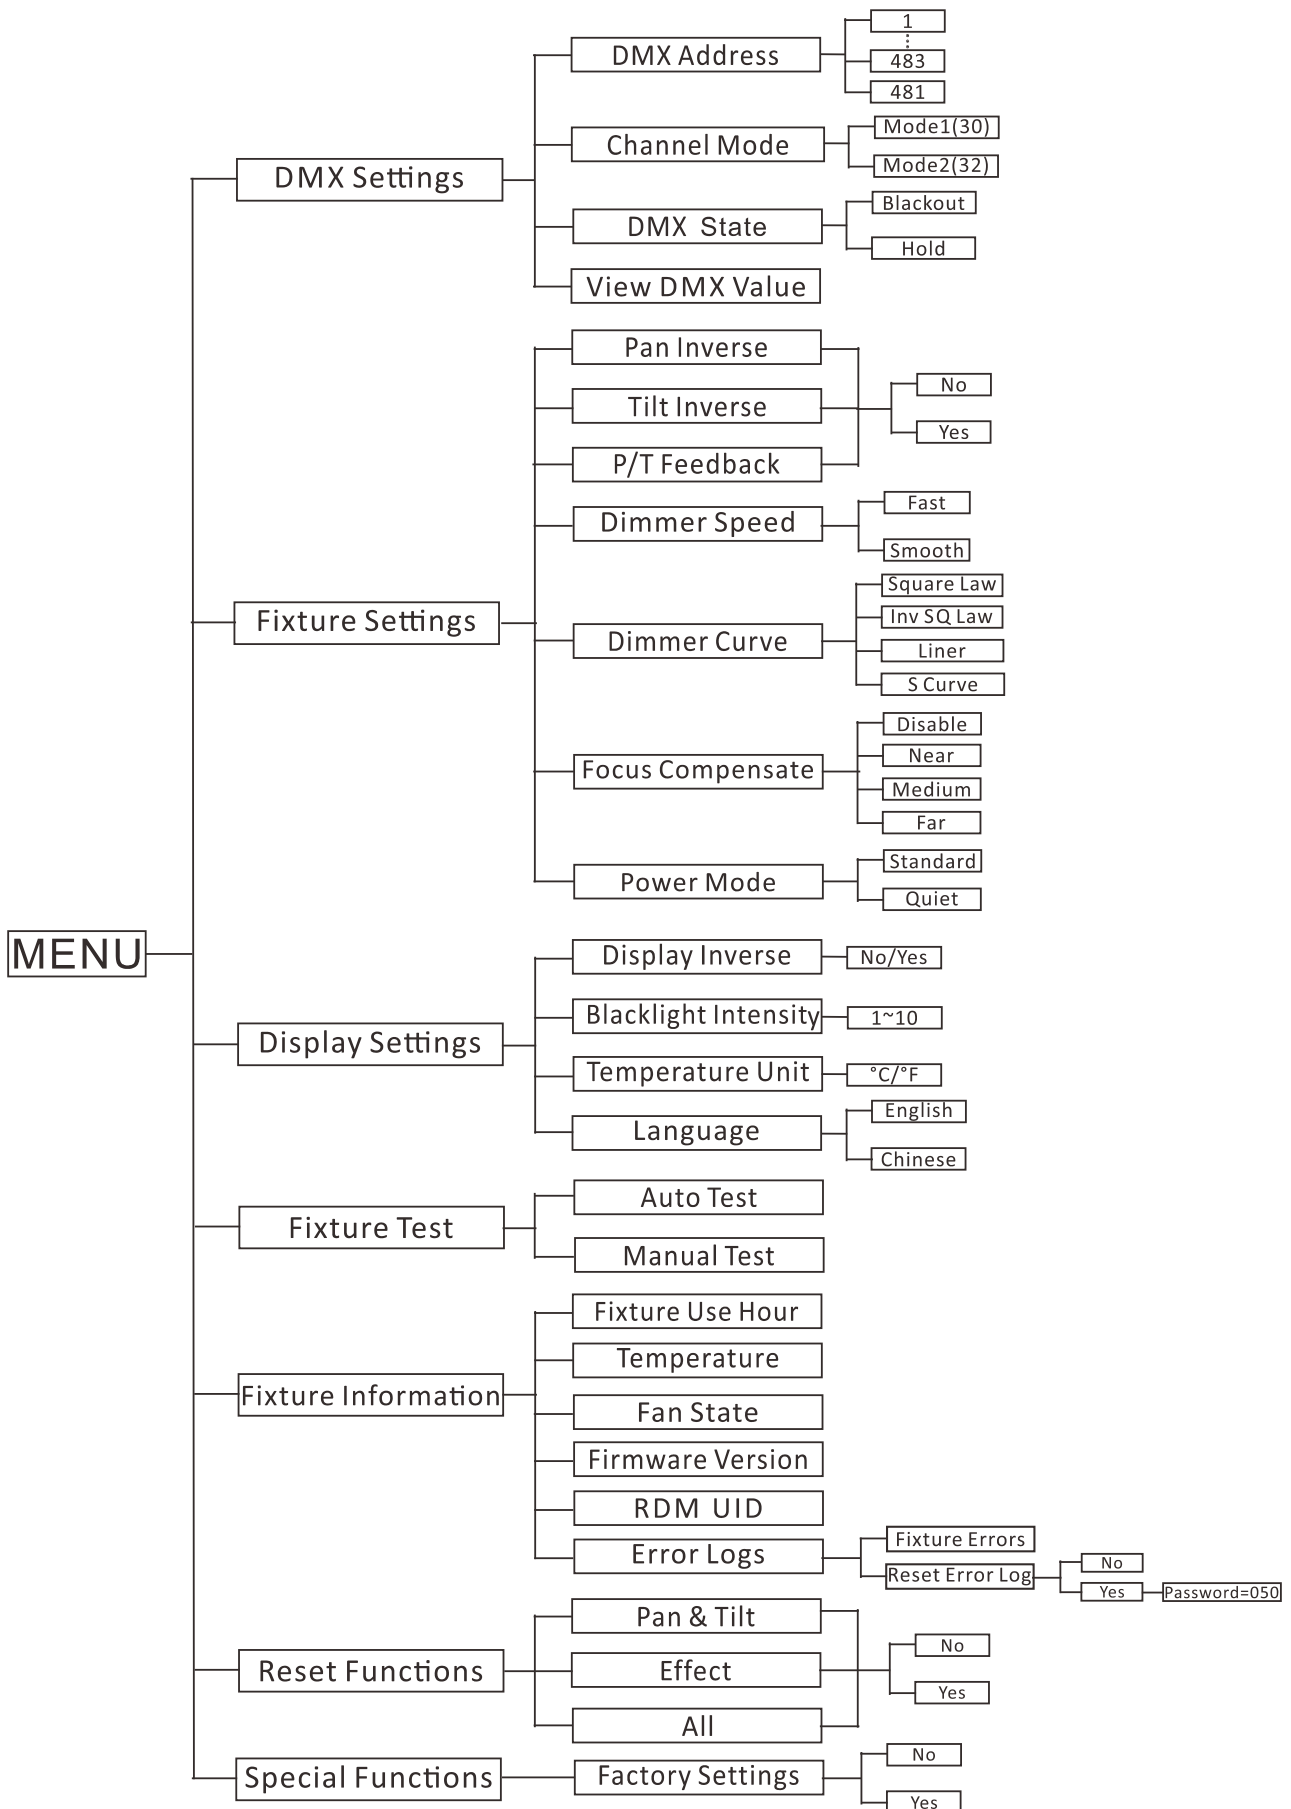 MENU
DMX Settings
DMX Address
1
⋮
483
481
Channel Mode
Mode1(30)
Mode2(32)
DMX State
Blackout
Hold
View DMX Value
Fixture Settings
Pan Inverse
Tilt Inverse
P/T Feedback
No
Yes
Dimmer Speed
Fast
Smooth
Dimmer Curve
Square Law
Inv SQ Law
Liner
S Curve
Focus Compensate
Disable
Near
Medium
Far
Power Mode
Standard
Quiet
Display Settings
Display Inverse
No/Yes
Blacklight Intensity
1~10
Temperature Unit
°C/°F
Language
English
Chinese
Fixture Test
Auto Test
Manual Test
Fixture Information
Fixture Use Hour
Temperature
Fan State
Firmware Version
RDM UID
Error Logs
Fixture Errors
Reset Error Log
No
Yes
Password=050
Reset Functions
Pan & Tilt
Effect
All
No
Yes
Special Functions
Factory Settings
No
Yes